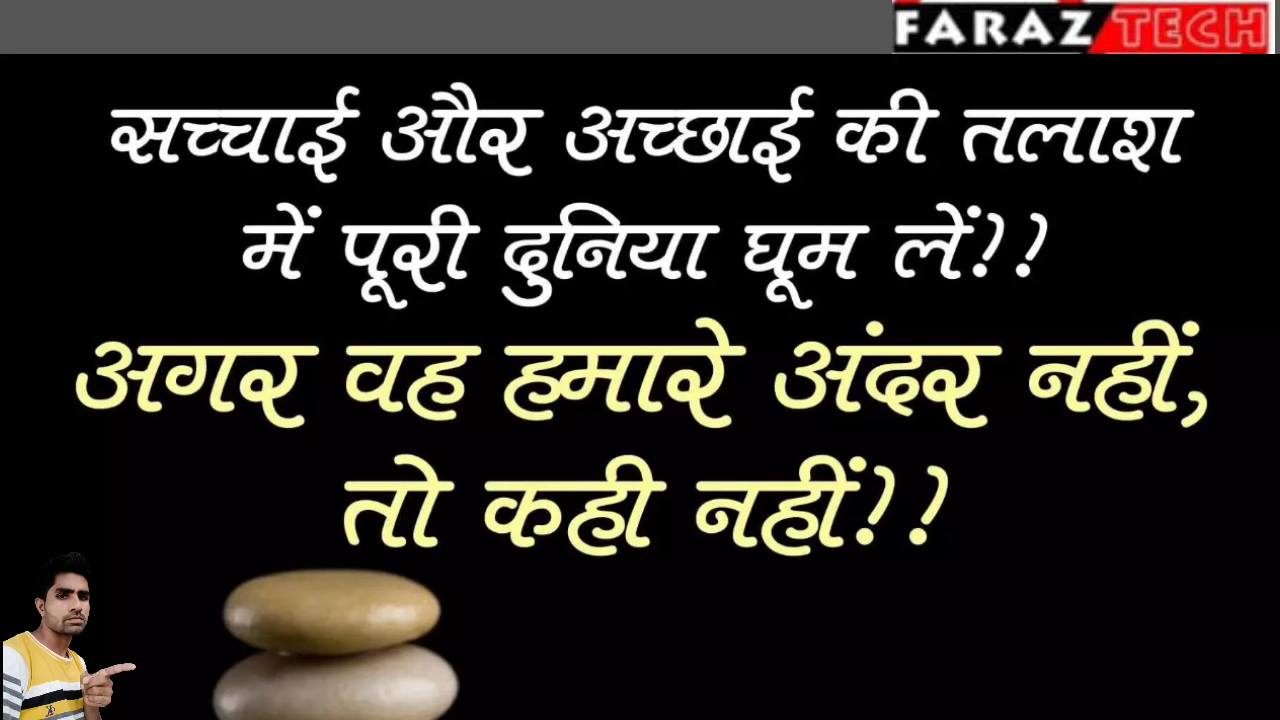 FARAZ TECH
सच्चाई और अच्छाई की तलाश
में पूरी दुनिया घूम लें??
अगर वह हमारे अंदर नहीं,
तो कही नहीं??